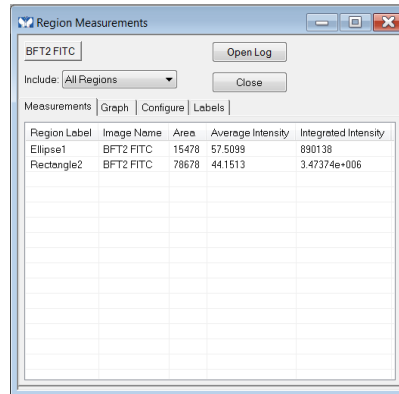 Region Measurements
BFT2 FITC
Open Log
Include: All Regions
Close
Measurements Graph Configure Labels
Region Label Image Name Area Average Intensity Integrated Intensity
Ellipse1 BFT2 FITC 15478 57.5099 890138
Rectangle2 BFT2 FITC 78678 44.1513 3.47374e+006